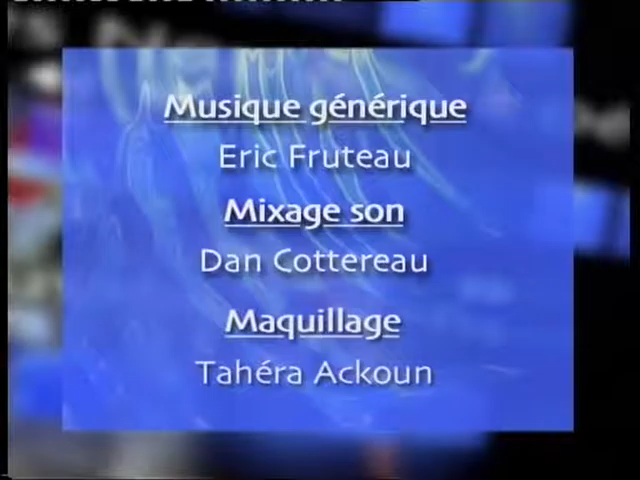 Musique générique
Eric Fruteau
Mixage son
Dan Cottereau
Maquillage
Tahéra Ackoun